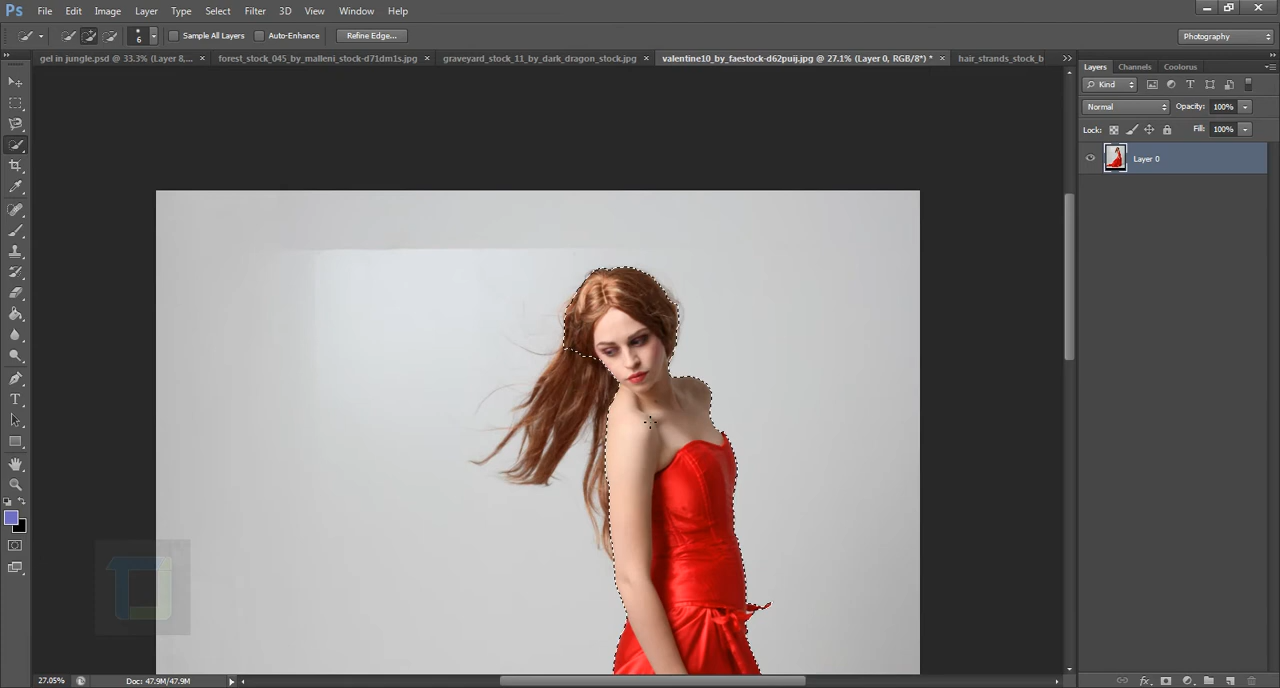 Ps File Edit Image Layer Type Select Filter 3D View Window Help
6 Sample All Layers Auto-Enhance Refine Edge... Photography
gel in jungle.psd @ 33.3% (Layer 8,... × forest_stock_045_by_malleni_stock-d71dm1s.jpg × graveyard_stock_11_by_dark_dragon_stock.jpg × valentine10_by_faestock-d62puij.jpg @ 27.1% (Layer 0, RGB/8*) * × hair_strands_stock_b
Layers Channels Coolorus
Kind
Normal Opacity: 100%
Lock: Fill: 100%
Layer 0
27.05% Doc: 47.9M/47.9M